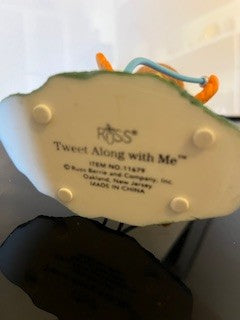 RUSS
Tweet Along with Me™
ITEM NO. 11679
© Russ Berrie and Company, Inc.
Oakland, New Jersey
MADE IN CHINA